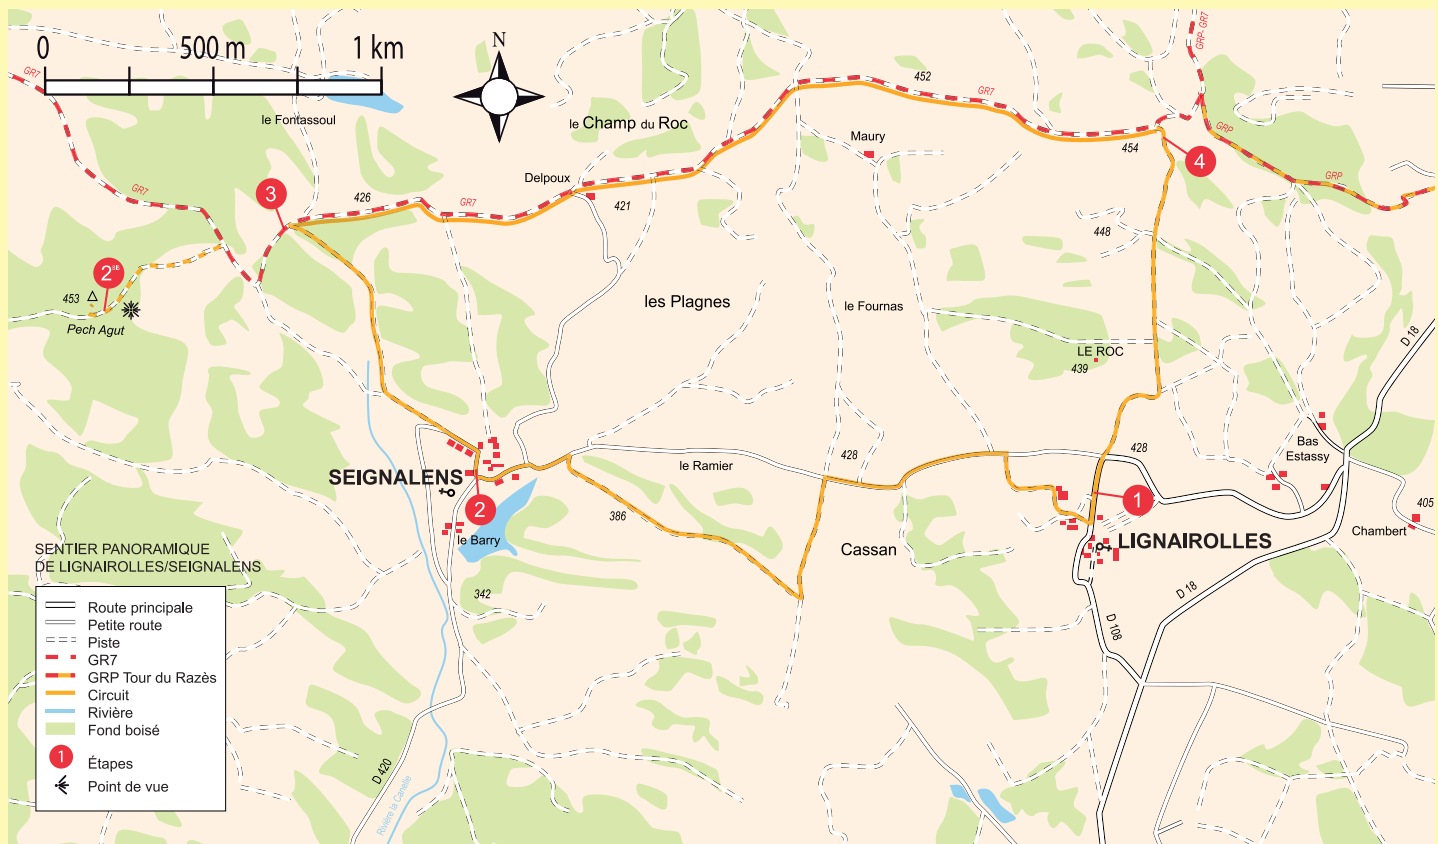 0 500 m 1 km
N
GR7
le Fontassoul
le Champ du Roc
452
GR7
GRP- GR7
GRP
Maury
454
4
GRP
GR7
3
426
GR7
Delpoux
421
448
2BIS
453
Pech Agut
les Plagnes
le Fournas
LE ROC
439
D 18
SEIGNALENS
2
le Ramier
428
428
Bas
Estassy
1
405
Chambert
386
le Barry
Cassan
LIGNAIROLLES
342
D 18
D 108
D 420
Rivière la Canelle
SENTIER PANORAMIQUE
DE LIGNAIROLLES/SEIGNALENS
Route principale
Petite route
Piste
GR7
GRP Tour du Razès
Circuit
Rivière
Fond boisé
1 Étapes
Point de vue